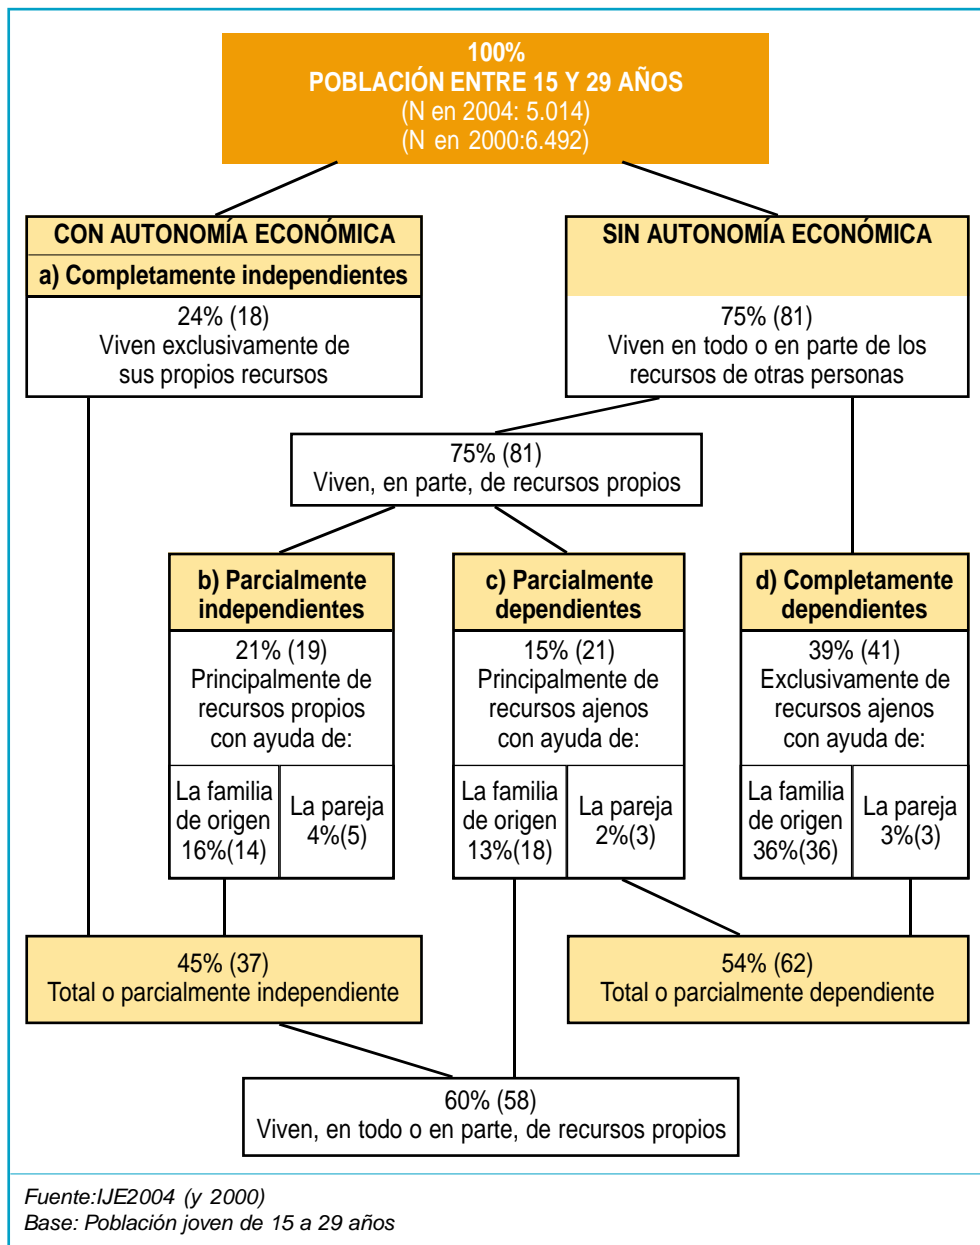 100%
POBLACIÓN ENTRE 15 Y 29 AÑOS
(N en 2004: 5.014)
(N en 2000:6.492)
CON AUTONOMÍA ECONÓMICA
a) Completamente independientes
24% (18)
Viven exclusivamente de
sus propios recursos
SIN AUTONOMÍA ECONÓMICA
75% (81)
Viven en todo o en parte de los
recursos de otras personas
75% (81)
Viven, en parte, de recursos propios
b) Parcialmente
independientes
21% (19)
Principalmente de
recursos propios
con ayuda de:
La familia
de origen
16%(14)
La pareja
4%(5)
c) Parcialmente
dependientes
15% (21)
Principalmente de
recursos ajenos
con ayuda de:
La familia
de origen
13%(18)
La pareja
2%(3)
d) Completamente
dependientes
39% (41)
Exclusivamente de
recursos ajenos
con ayuda de:
La familia
de origen
36%(36)
La pareja
3%(3)
45% (37)
Total o parcialmente independiente
54% (62)
Total o parcialmente dependiente
60% (58)
Viven, en todo o en parte, de recursos propios
Fuente:IJE2004 (y 2000)
Base: Población joven de 15 a 29 años